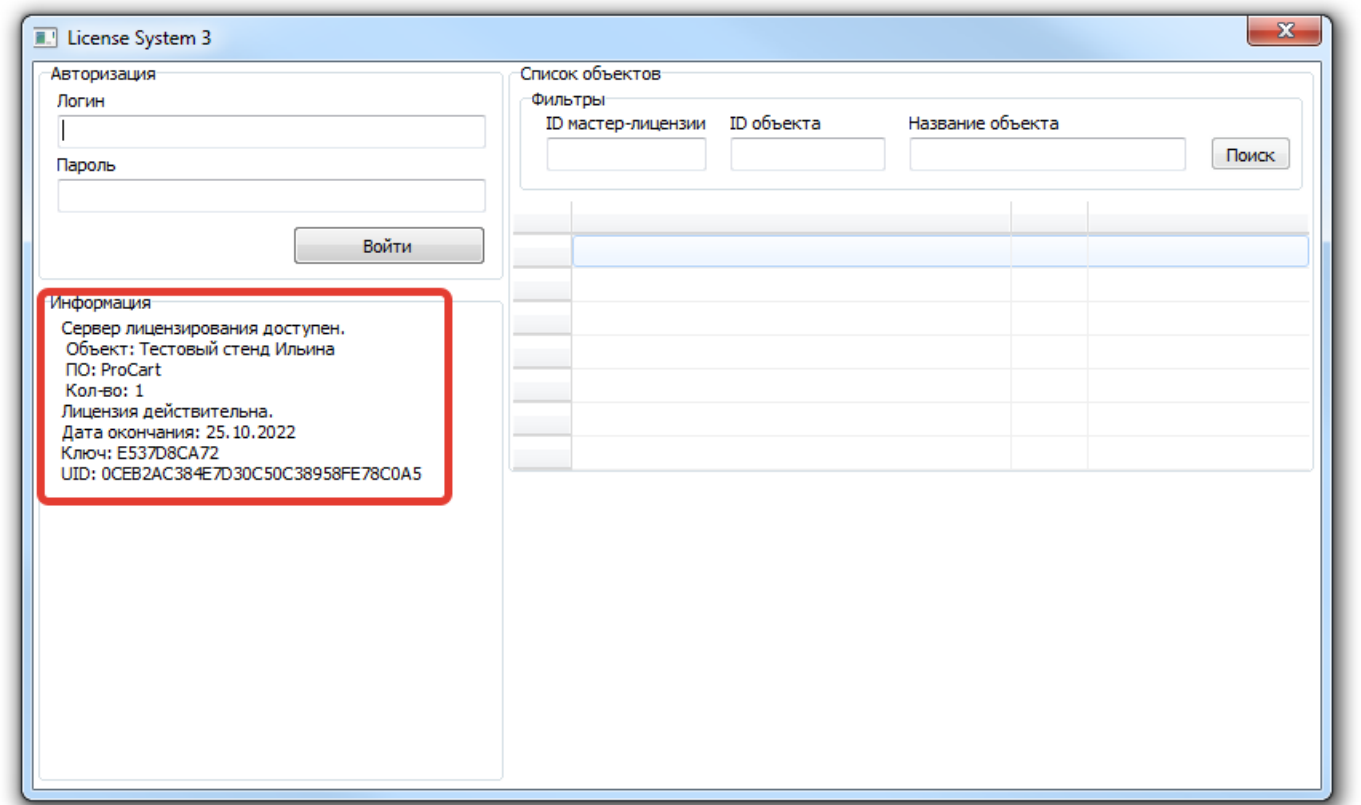 License System 3
Авторизация
Логин
Пароль
Войти
Информация
Сервер лицензирования доступен.
Объект: Тестовый стенд Ильина
ПО: ProCart
Кол-во: 1
Лицензия действительна.
Дата окончания: 25.10.2022
Ключ: E537D8CA72
UID: 0CEB2AC384E7D30C50C38958FE78C0A5
Список объектов
Фильтры
ID мастер-лицензии ID объекта Название объекта
Поиск